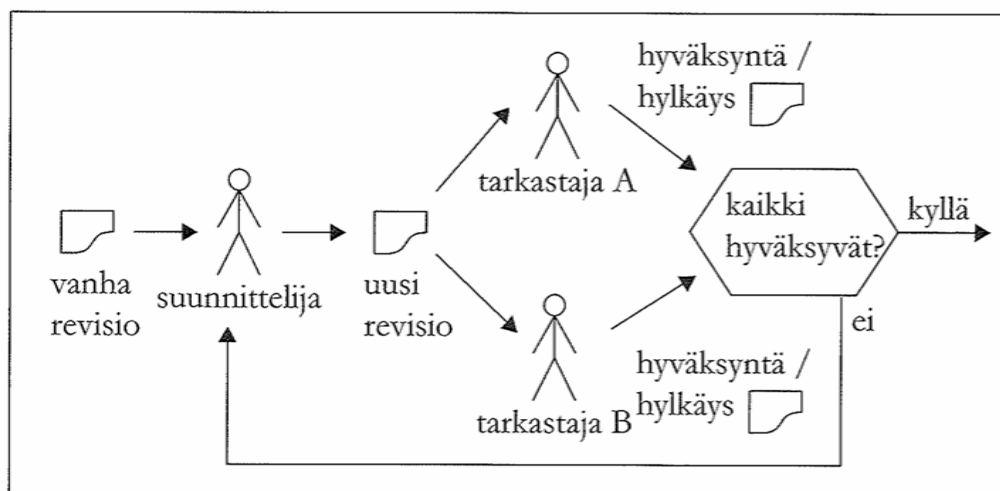 vanha
revisio
suunnittelija
uusi
revisio
tarkastaja A
hyväksyntä /
hylkäys
tarkastaja B
hyväksyntä /
hylkäys
kaikki
hyväksyvät?
kyllä
ei